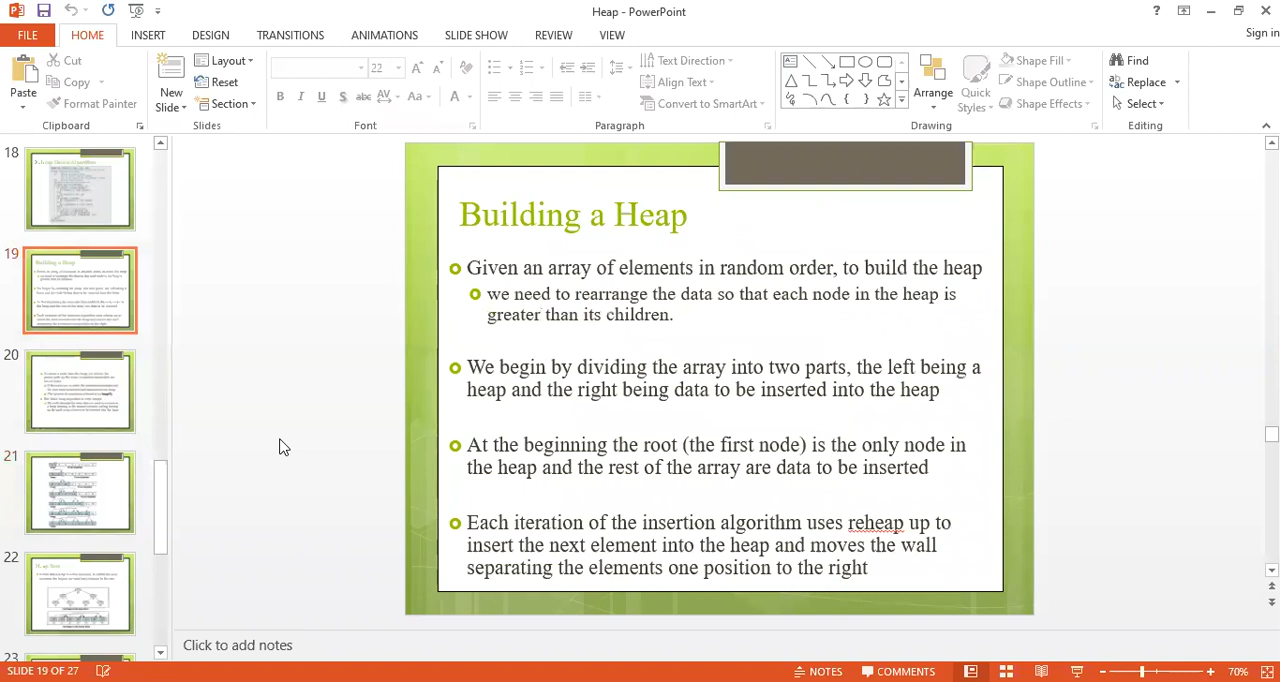 Heap - PowerPoint
?
Sign in
FILE HOME INSERT DESIGN TRANSITIONS ANIMATIONS SLIDE SHOW REVIEW VIEW
Paste
Cut
Copy
Format Painter
Clipboard
New
Slide
Layout
Reset
Section
Slides
22
B I U S abc AV Aa A
Font
Text Direction
Align Text
Convert to SmartArt
Paragraph
Arrange
Quick
Styles
Shape Fill
Shape Outline
Shape Effects
Drawing
Find
Replace
Select
Editing
18
19
Building a Heap
20
21
22
23
Building a Heap
Given an array of elements in random order, to build the heap
we need to rearrange the data so that each node in the heap is
greater than its children.
We begin by dividing the array into two parts, the left being a
heap and the right being data to be inserted into the heap
At the beginning the root (the first node) is the only node in
the heap and the rest of the array are data to be inserted
Each iteration of the insertion algorithm uses reheap up to
insert the next element into the heap and moves the wall
separating the elements one position to the right
Click to add notes
SLIDE 19 OF 27
NOTES
COMMENTS
70%